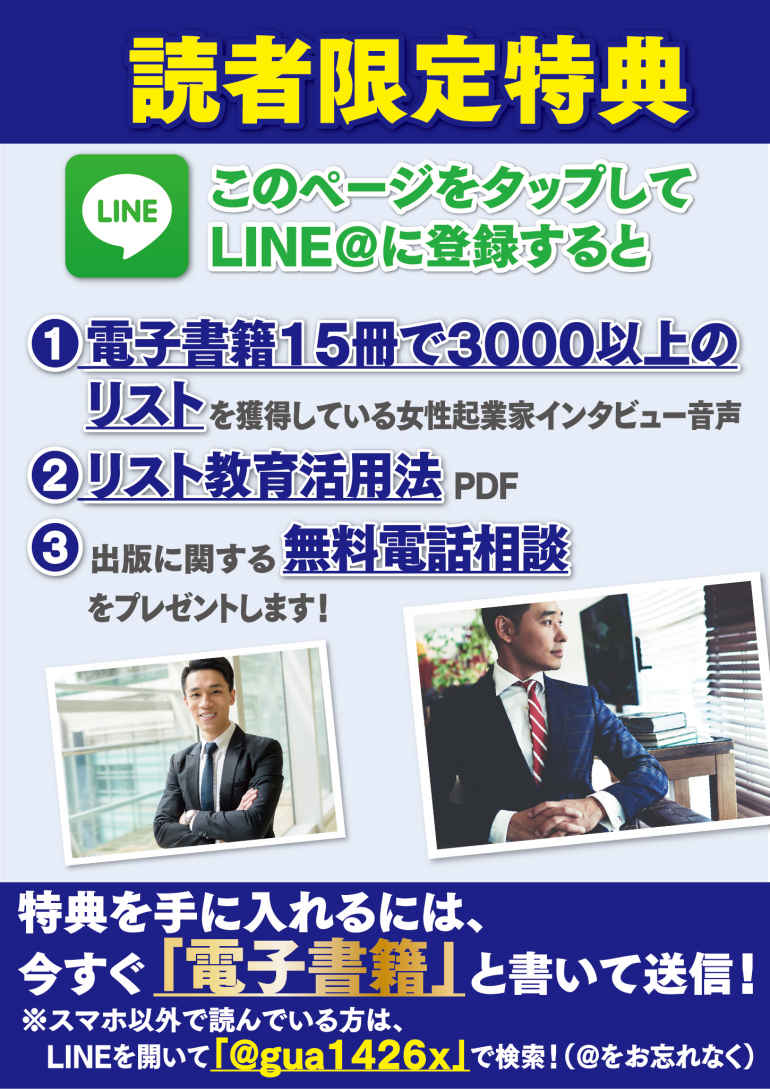 読者限定特典
LINE
このページをタップして
LINE@に登録すると
❶電子書籍15冊で3000以上の
リストを獲得している女性起業家インタビュー音声
❷リスト教育活用法 PDF
❸出版に関する無料電話相談
をプレゼントします！
特典を手に入れるには、
今すぐ「電子書籍」と書いて送信！
※スマホ以外で読んでいる方は、
LINEを開いて「@gua1426x」で検索！（@をお忘れなく）